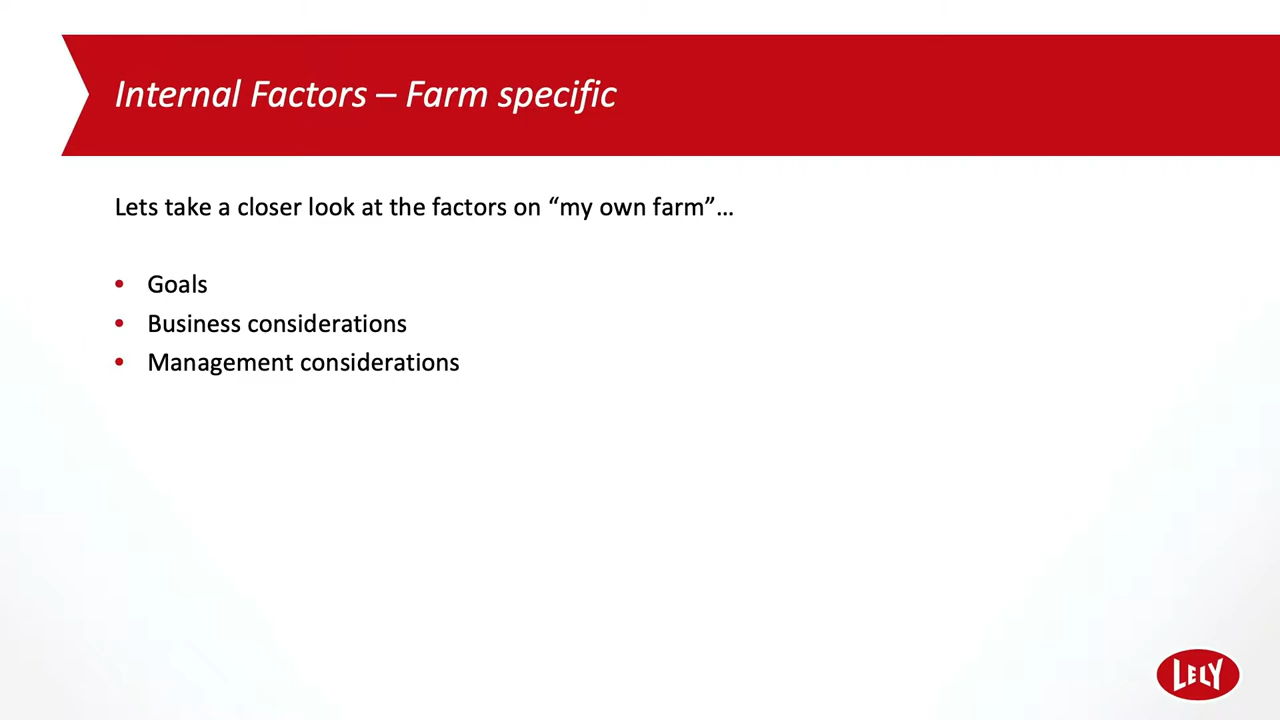 Internal Factors – Farm specific
Lets take a closer look at the factors on “my own farm”…
• Goals
• Business considerations
• Management considerations
LELY